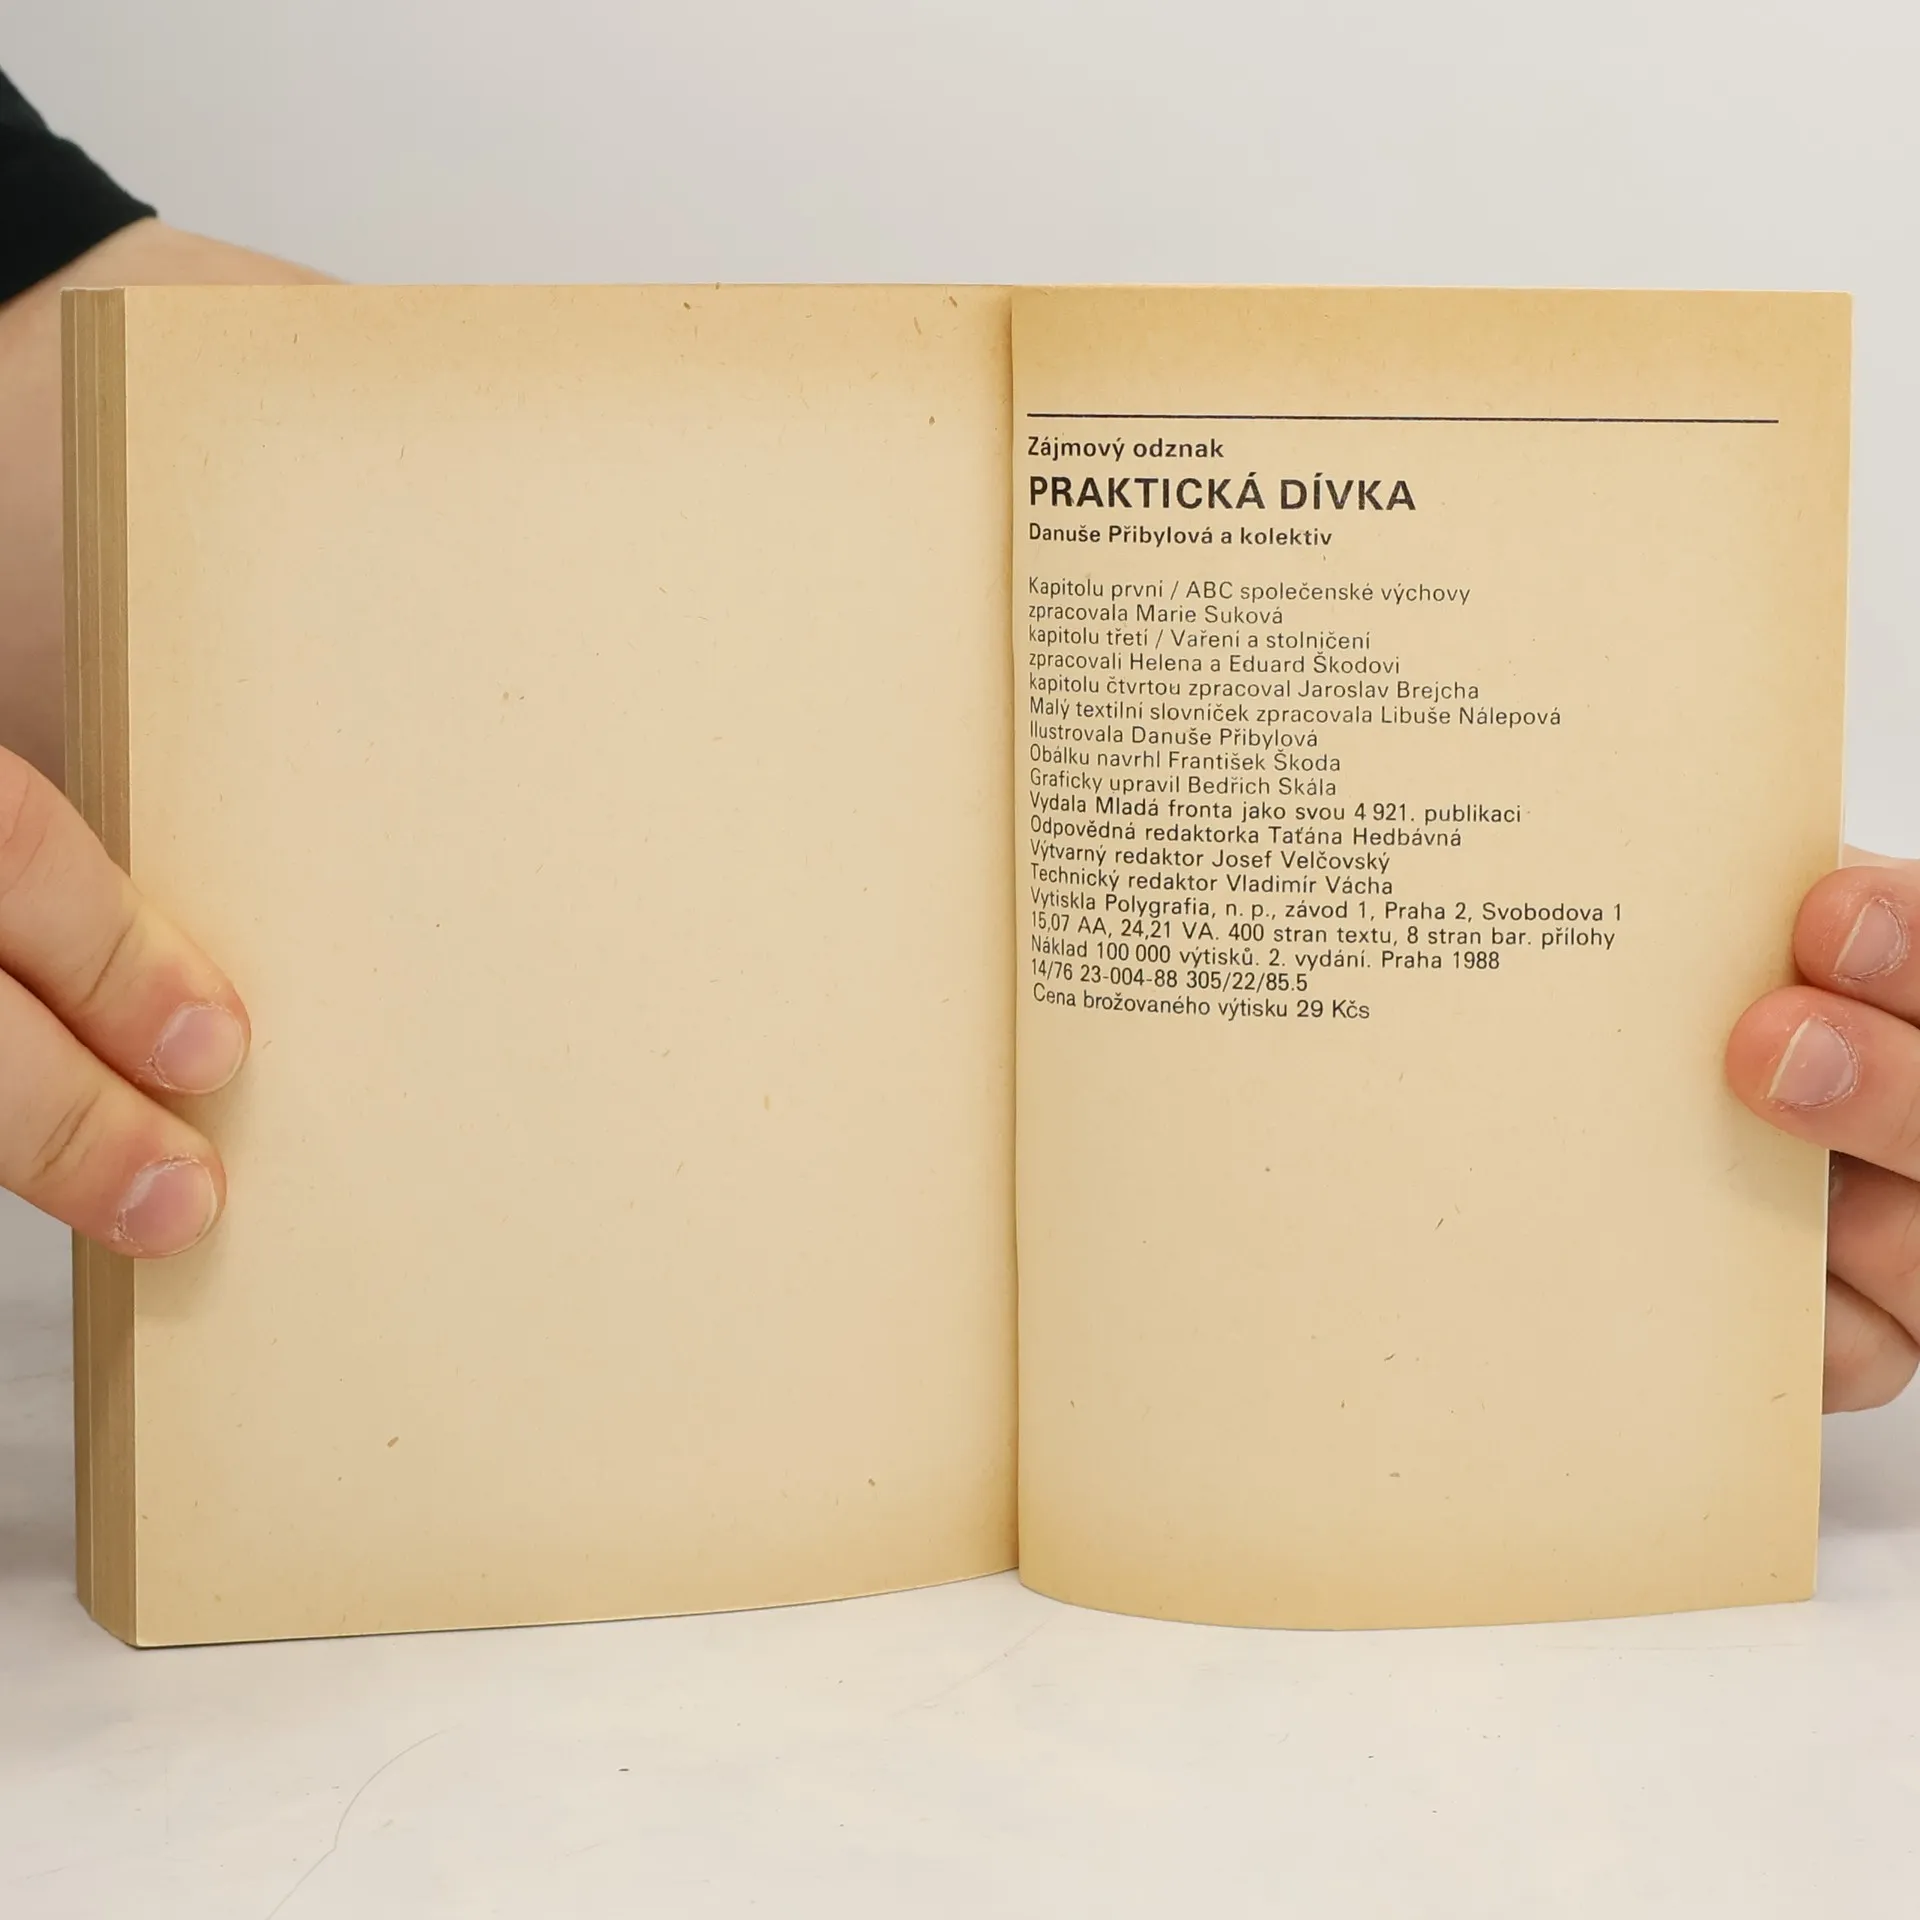 Zájmový odznak
PRAKTICKÁ DÍVKA
Danuše Přibylová a kolektiv
Kapitolu první / ABC společenské výchovy
zpracovala Marie Suková
kapitolu třetí / Vaření a stolničení
zpracovali Helena a Eduard Škodovi
kapitolu čtvrtou zpracoval Jaroslav Brejcha
Malý textilní slovníček zpracovala Libuše Nálepová
Ilustrovala Danuše Přibylová
Obálku navrhl František Škoda
Graficky upravil Bedřich Skála
Vydala Mladá fronta jako svou 4 921. publikaci
Odpovědná redaktorka Taťána Hedbávná
Výtvarný redaktor Josef Velčovský
Technický redaktor Vladimír Vácha
Vytiskla Polygrafia, n. p., závod 1, Praha 2, Svobodova 1
15,07 AA, 24,21 VA. 400 stran textu, 8 stran bar. přílohy
Náklad 100 000 výtisků. 2. vydání. Praha 1988
14/76 23-004-88 305/22/85.5
Cena brožovaného výtisku 29 Kčs